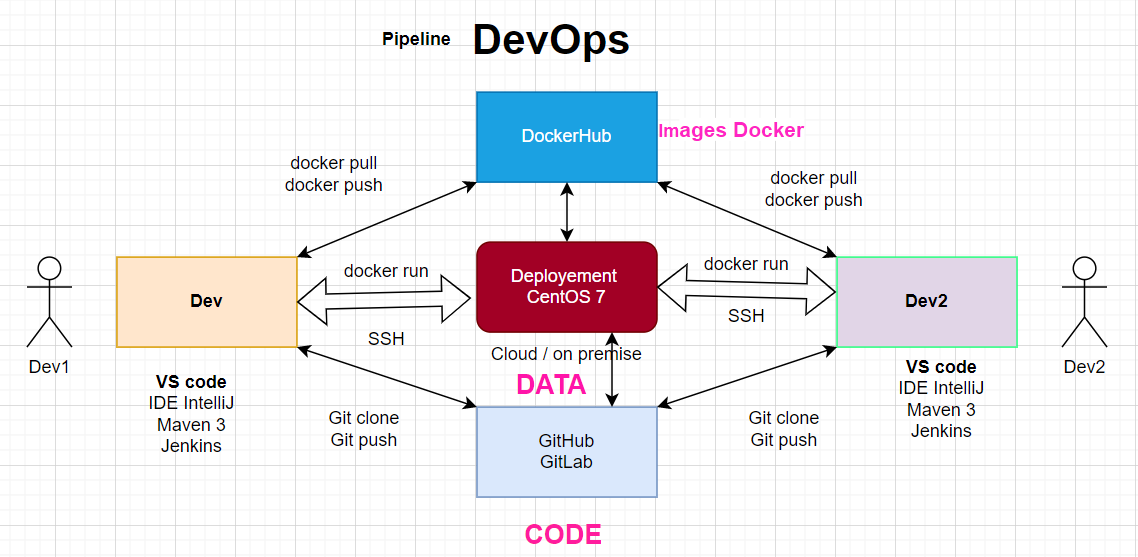 Pipeline DevOps
DockerHub
Images Docker
docker pull
docker push
docker pull
docker push
Dev1
Dev
docker run
SSH
Deployement
CentOS 7
docker run
SSH
Dev2
Dev2
Cloud / on premise
DATA
VS code
IDE IntelliJ
Maven 3
Jenkins
VS code
IDE IntelliJ
Maven 3
Jenkins
Git clone
Git push
GitHub
GitLab
Git clone
Git push
CODE